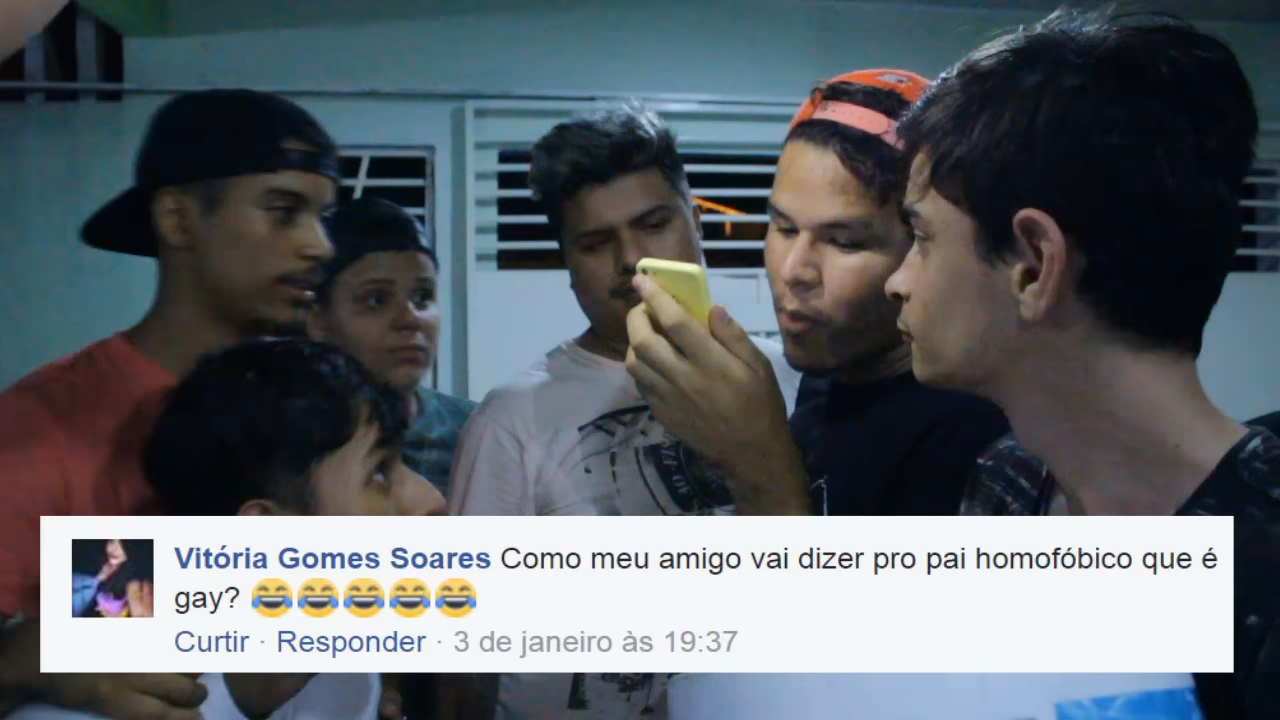 Vitória Gomes Soares Como meu amigo vai dizer pro pai homofóbico que é
gay? 😂😂😂😂😂
Curtir · Responder · 3 de janeiro às 19:37